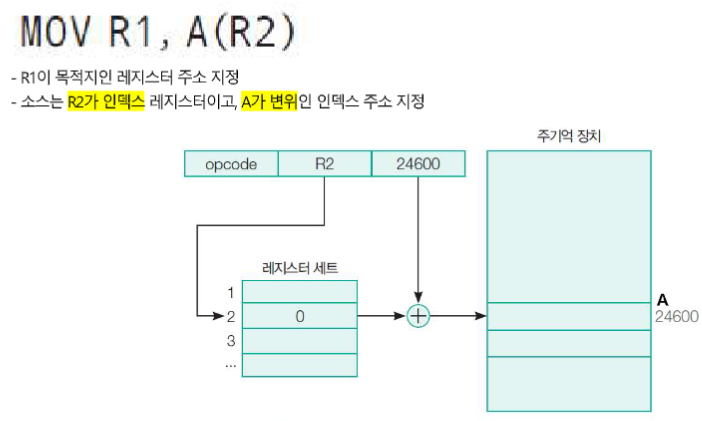 MOV R1, A(R2)
- R1이 목적지인 레지스터 주소 지정
- 소스는 R2가 인덱스 레지스터이고, A가 변위인 인덱스 주소 지정
주기억 장치
opcode R2 24600
레지스터 세트
1
A
2 0 + 24600
3
...